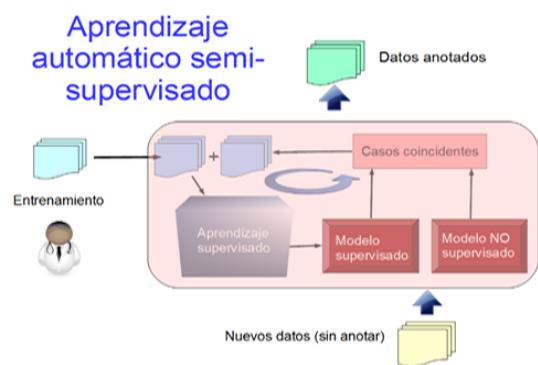 Aprendizaje
automático semi-
supervisado
Datos anotados
Entrenamiento
+
Casos coincidentes
Aprendizaje
supervisado
Modelo
supervisado
Modelo NO
supervisado
Nuevos datos (sin anotar)